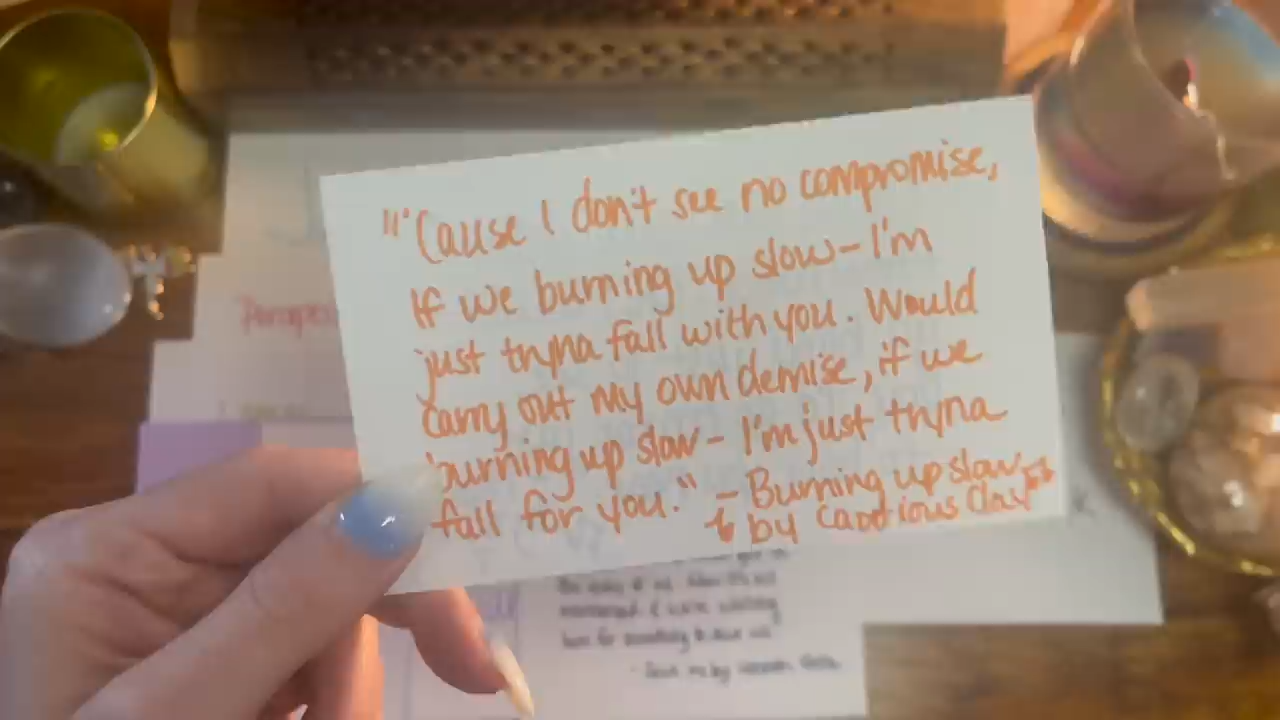 "'Cause I don't see no compromise,
If we burning up slow - I'm
just tryna fall with you. Would
carry out my own demise, if we
burning up slow - I'm just tryna
fall for you." - Burning up slow
by Cautious Clay